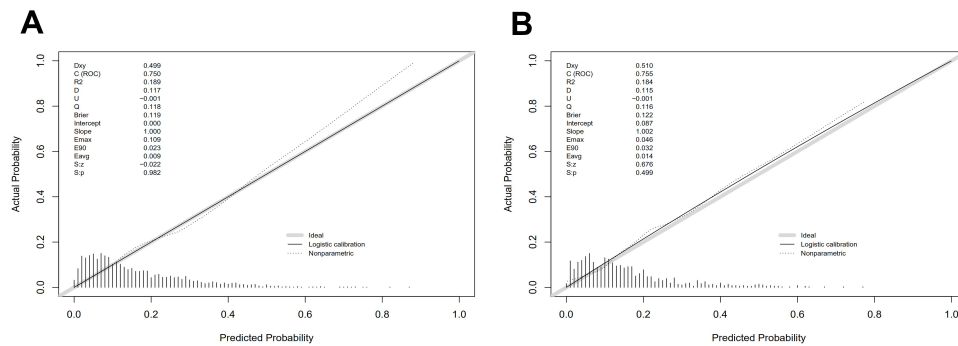 A
Dxy 0.499
C (ROC) 0.750
R2 0.189
D 0.117
U −0.001
Q 0.118
Brier 0.119
Intercept 0.000
Slope 1.000
Emax 0.109
E90 0.023
Eavg 0.009
S:z −0.022
S:p 0.982
Ideal
Logistic calibration
Nonparametric
Actual Probability
0.0
0.2
0.4
0.6
0.8
1.0
0.0 0.2 0.4 0.6 0.8 1.0
Predicted Probability
B
Dxy 0.510
C (ROC) 0.755
R2 0.184
D 0.115
U −0.001
Q 0.116
Brier 0.122
Intercept 0.087
Slope 1.002
Emax 0.046
E90 0.032
Eavg 0.014
S:z 0.676
S:p 0.499
Ideal
Logistic calibration
Nonparametric
Actual Probability
0.0
0.2
0.4
0.6
0.8
1.0
0.0 0.2 0.4 0.6 0.8 1.0
Predicted Probability